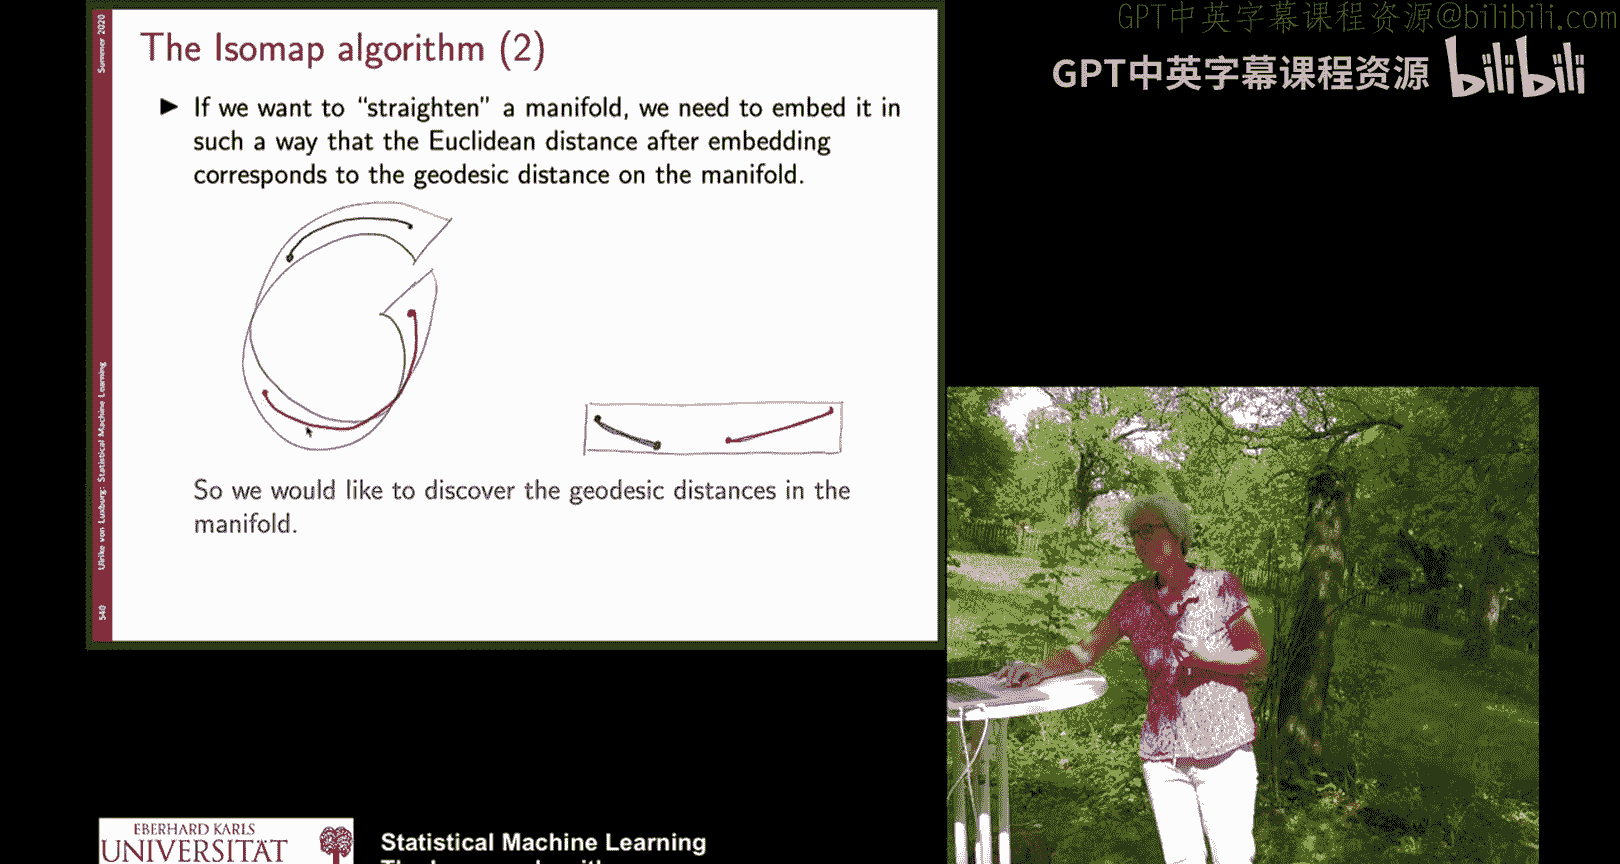 GPT中英字幕课程资源@bilibili.com
GPT中英字幕课程资源 bilibili
Summer 2020
The Isomap algorithm (2)
If we want to “straighten” a manifold, we need to embed it in
such a way that the Euclidean distance after embedding
corresponds to the geodesic distance on the manifold.
So we would like to discover the geodesic distances in the
manifold.
Ulrike von Luxburg: Statistical Machine Learning
540
EBERHARD KARLS
UNIVERSITÄT
Statistical Machine Learning